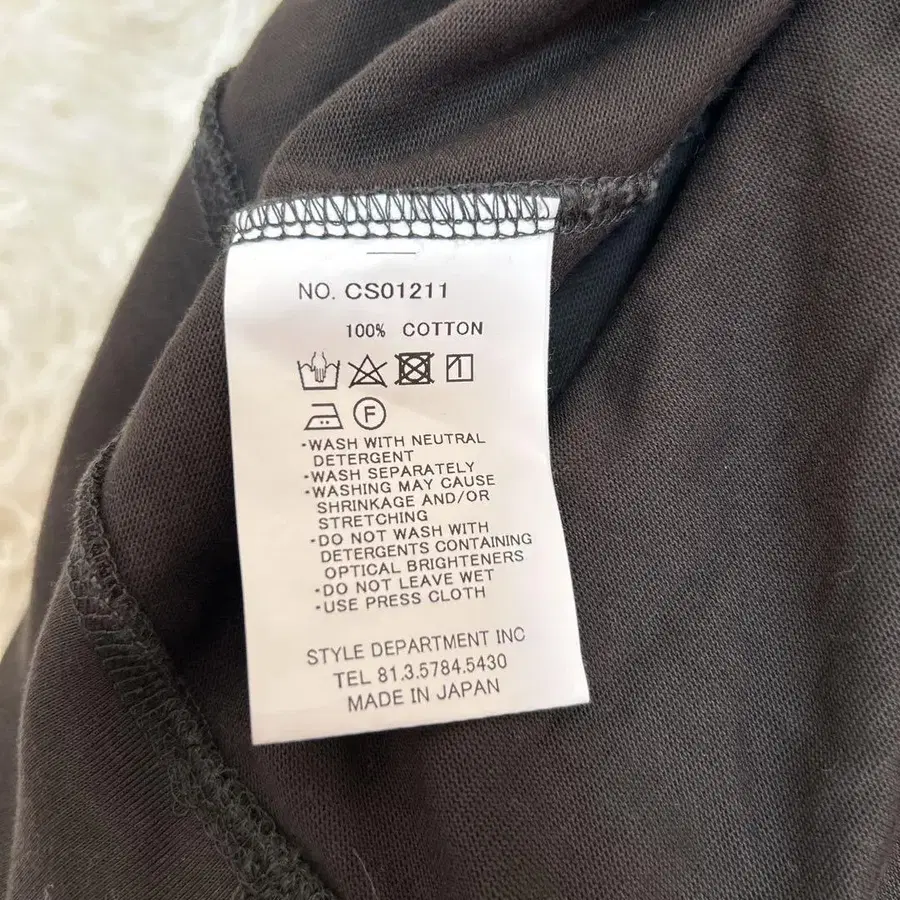 NO. CS01211
100% COTTON
F
·WASH WITH NEUTRAL
DETERGENT
·WASH SEPARATELY
·WASHING MAY CAUSE
SHRINKAGE AND/OR
STRETCHING
·DO NOT WASH WITH
DETERGENTS CONTAINING
OPTICAL BRIGHTENERS
·DO NOT LEAVE WET
·USE PRESS CLOTH
STYLE DEPARTMENT INC
TEL 81.3.5784.5430
MADE IN JAPAN